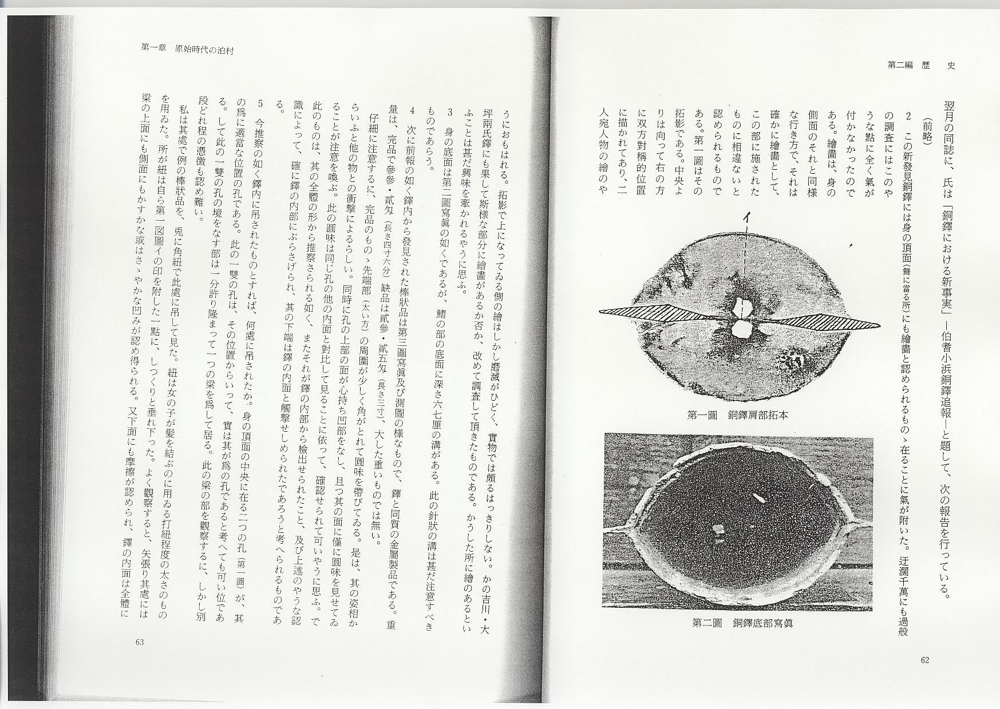 第二編　歴　史
翌月の同誌に、氏は「銅鐸における新事実」―伯耆小浜銅鐸追報―と題して、次の報告を行っている。
（前略）
2　この新發見銅鐸には身の頂面（舞に當る所）にも繪畫と認められるものゝ在ることに氣が附いた。迂濶千萬にも過般
の調査にはこのや
うな點に全く氣が
付かなかったので
ある。繪畫は、身の
側面のそれと同様
な行き方で、それは
確かに繪畫として、
この部に施された
ものに相違ないと
認められるもので
ある。第一圖はその
拓影である。中央よ
りは向って右の方
に双方對稱的位置
に描かれてあり、二
人宛人物の繪のや
イ
第一圖　銅鐸肩部拓本
第二圖　銅鐸底部寫眞
62
第一章　原始時代の泊村
うにおもはれる。拓影で上になってゐる側の繪はしかし磨滅がひどく、實物では頗るはっきりしない。かの吉川・大
坪兩氏鐸にも果して斯様な部分に繪畫があるか否か、改めて調査して頂きたものである。かうした所に繪のあるとい
ふことは甚だ興味を牽かれるやうに思ふ。
3　身の底面は第二圖寫眞の如くであるが、鰭の部の底面に深さ六七厘の溝がある。此の針狀の溝は甚だ注意すべき
ものであらう。
4　次に前報の如く鐸内から發見された棒狀品は第三圖寫眞及び測圖の様なもので、鐸と同質の金屬製品である。重
量は、完品で參參・貳匁（長さ四寸六分）缺品は貳參・貳五匁（長さ三寸）、大した重いものでは無い。
仔細に注意するに、完品のものゝ先端部（太い方）の周圍が少しく角がとれて圓味を帶びてゐる。是は、其の姿相か
らいふと他の物との衝擊によるらしい。同時に孔の上部の面が心持ち凹部をなし、且つ其の面に僅に圓味を見せてゐ
ることが注意を喚ぶ。此の圓味は同じ孔の他の内面と對比して見ることに依って、確認せられて可いやうに思ふ。で
此のものは、其の全體の形から推察される如く、またそれが鐸の内部から檢出せられたこと、及び上述のやうな認
識によって、確に鐸の内部にぶらさげられ、其の下端は鐸の内面と觸擊せしめられたであろうと考へられるものであ
る。
5　今推察の如く鐸内に吊されたものとすれば、何處に吊されたか。身の頂面の中央に在る二つの孔（第一圖）が、其
の爲に適當な位置の孔である。此の一雙の孔は、その位置からいって、實は其が爲の孔であると考へても可い位であ
る。して此の一雙の孔の境をなす部は一分許り隆まって一つの梁を爲して居る。此の梁の部を觀察するに、しかし別
段どれ程の憑徴も認め難い。
私は其處で例の棒狀品を、兎に角紐で此處に吊して見た。紐は女の子が髮を結ぶのに用ゐる打紐程度の太さのもの
を用ゐた。所が紐は自ら第一図圖イの印を附した一點に、しつくりと垂れ下った。よく觀察すると、矢張り其處には
梁の上面にも側面にもかすかな或はさゝやかな凹みが認め得られる。又下面にも摩擦が認められ、鐸の内面は全體に
63